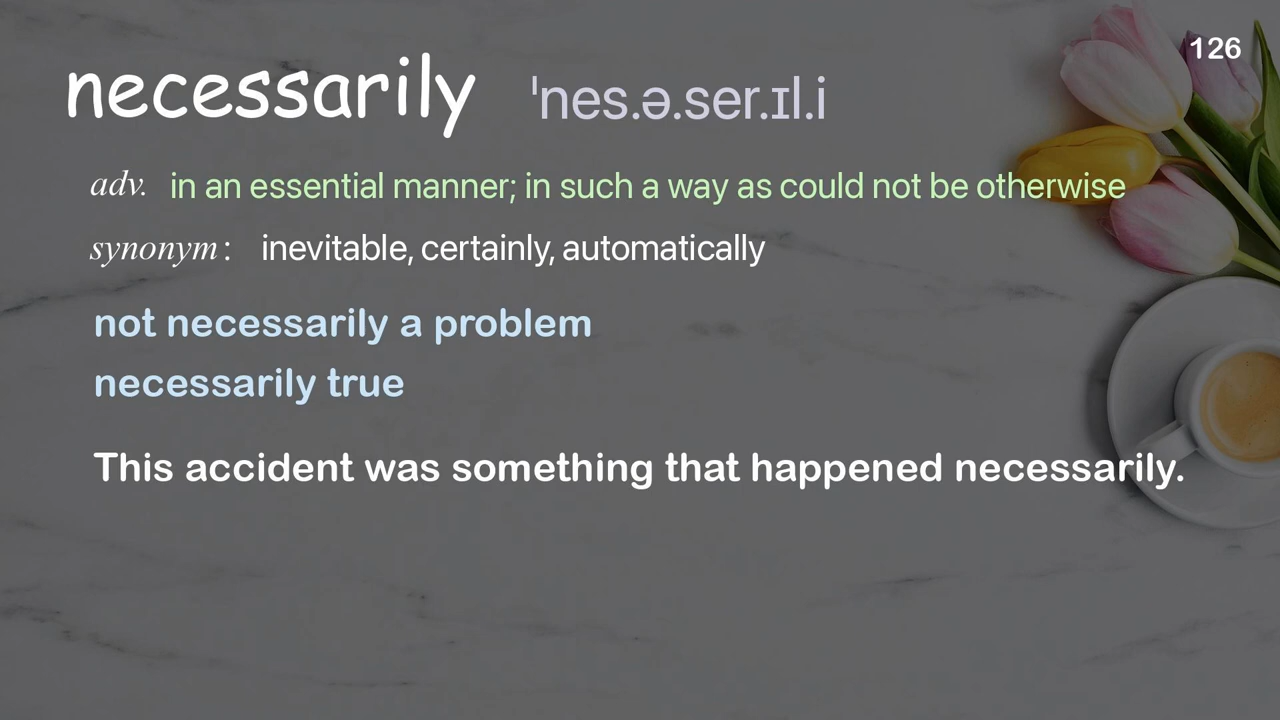 126
necessarily ˈnes.ə.ser.ɪl.i
adv. in an essential manner; in such a way as could not be otherwise
synonym: inevitable, certainly, automatically
not necessarily a problem
necessarily true
This accident was something that happened necessarily.